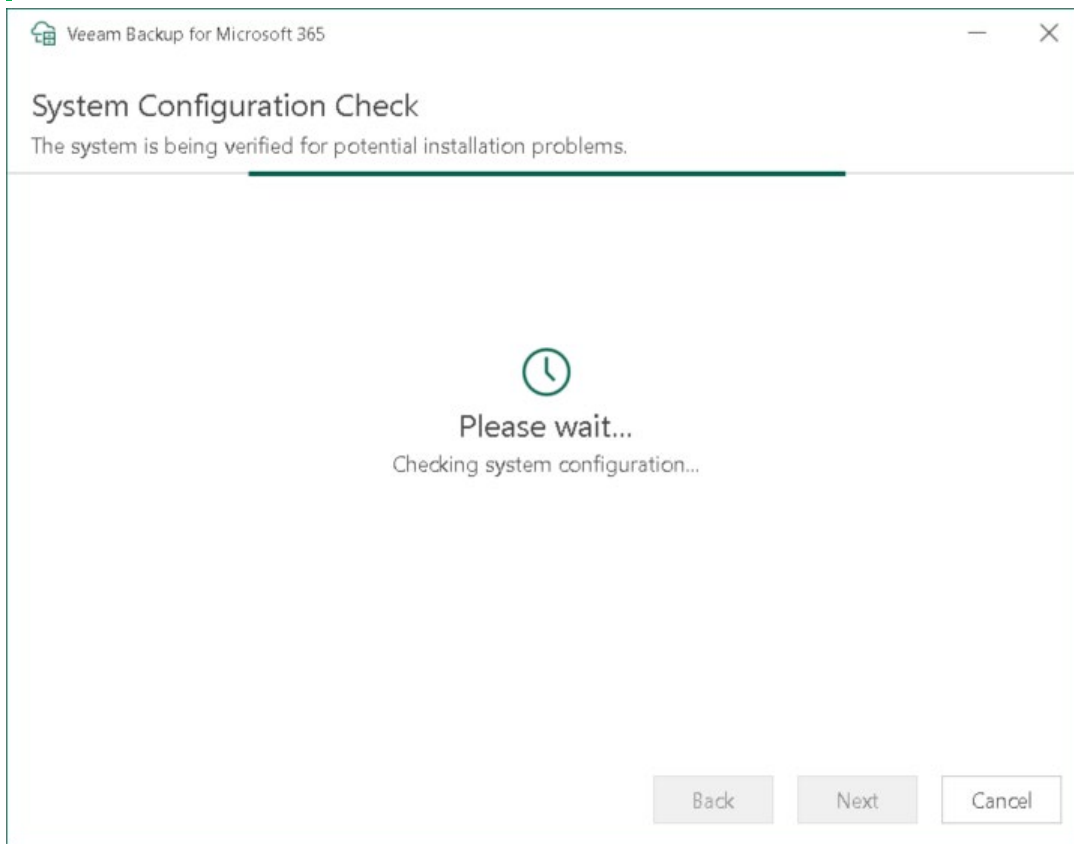 Veeam Backup for Microsoft 365
System Configuration Check
The system is being verified for potential installation problems.
Please wait...
Checking system configuration...
Back Next Cancel